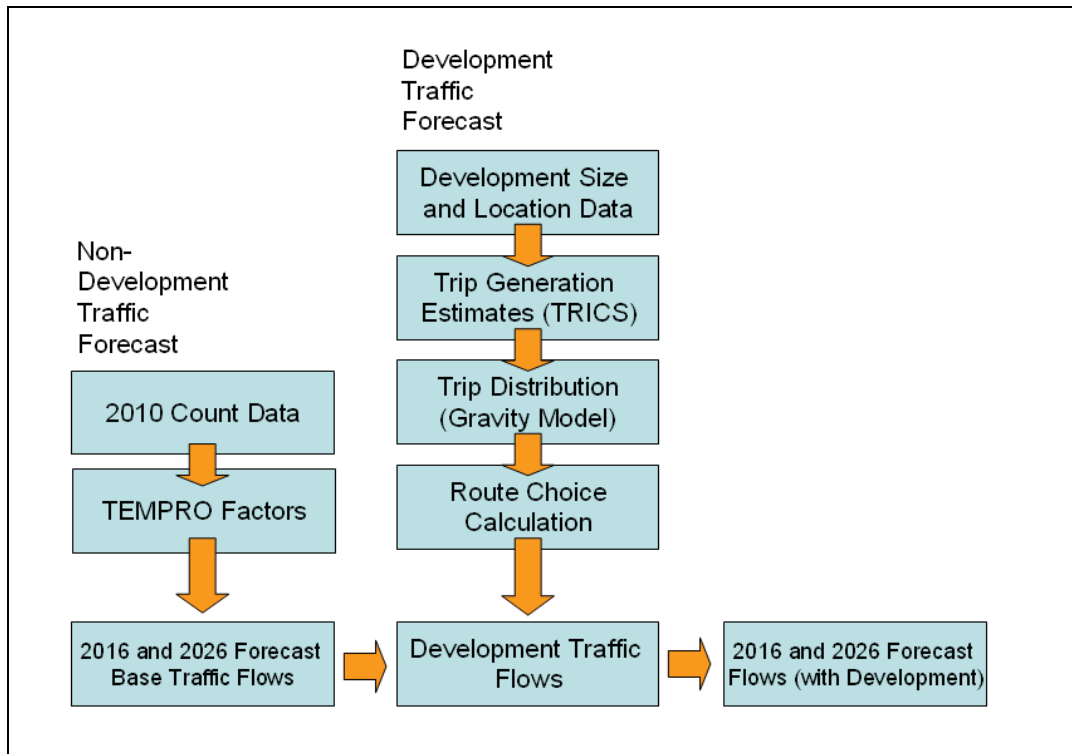 Non-
Development
Traffic
Forecast
2010 Count Data
TEMPRO Factors
2016 and 2026 Forecast
Base Traffic Flows
Development
Traffic
Forecast
Development Size
and Location Data
Trip Generation
Estimates (TRICS)
Trip Distribution
(Gravity Model)
Route Choice
Calculation
Development Traffic
Flows
2016 and 2026 Forecast
Flows (with Development)